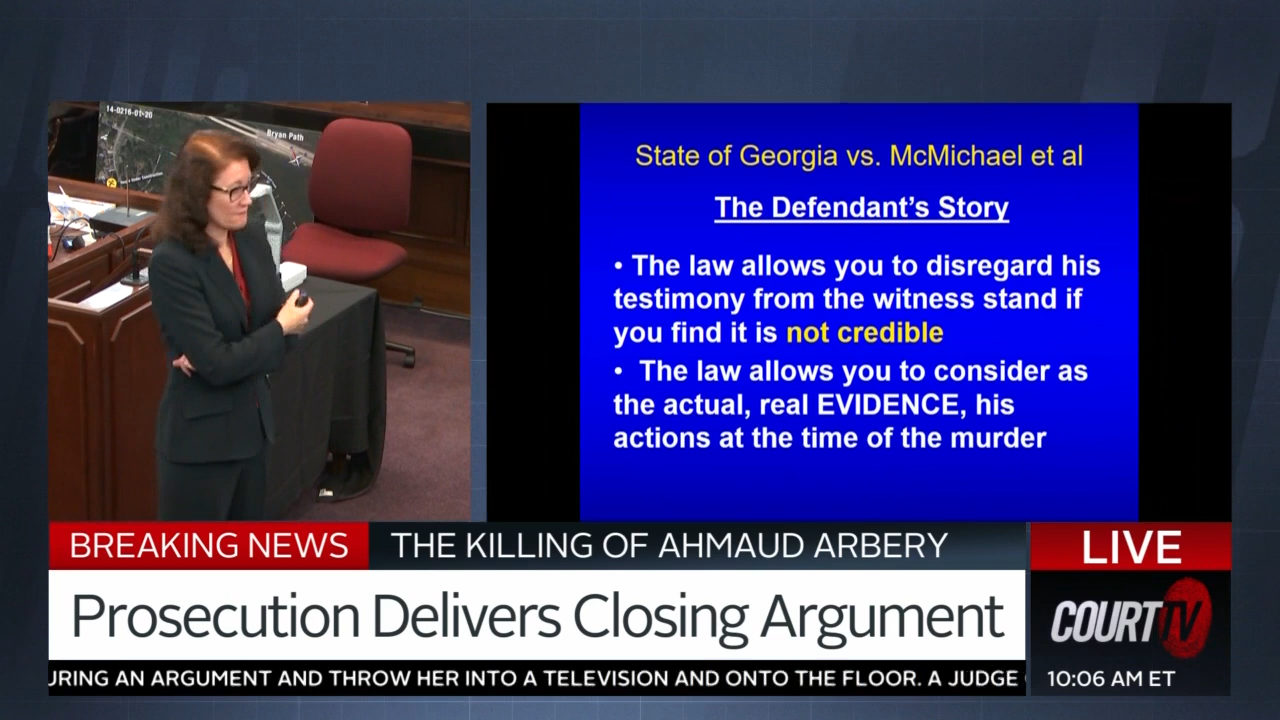 14-0216-01-20
Bryan Path
State of Georgia vs. McMichael et al
The Defendant's Story
• The law allows you to disregard his
testimony from the witness stand if
you find it is not credible
• The law allows you to consider as
the actual, real EVIDENCE, his
actions at the time of the murder
BREAKING NEWS
THE KILLING OF AHMAUD ARBERY
LIVE
Prosecution Delivers Closing Argument
COURT TV
URING AN ARGUMENT AND THROW HER INTO A TELEVISION AND ONTO THE FLOOR. A JUDGE
10:06 AM ET